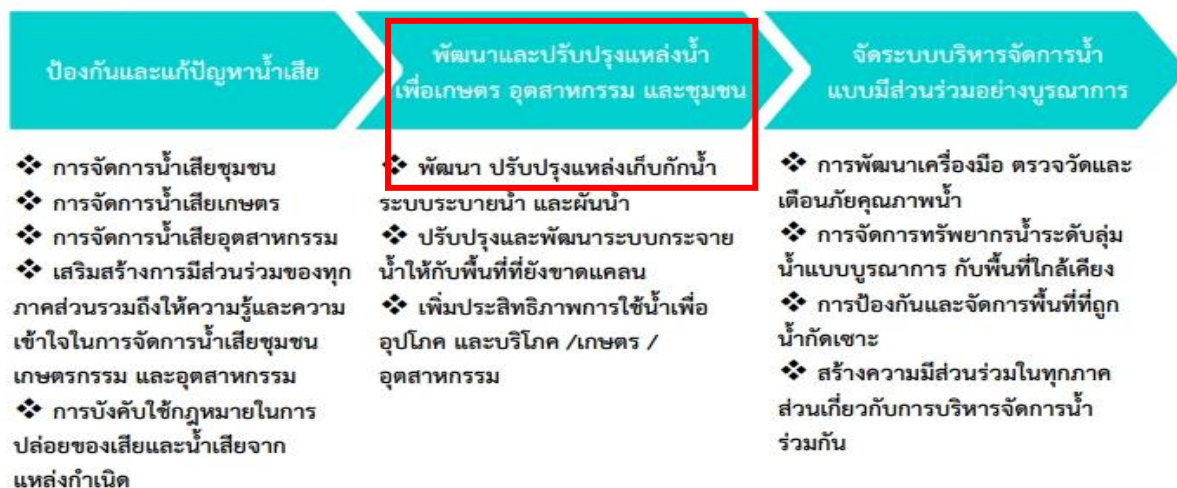 ป้องกันและแก้ปัญหาน้ำเสีย
❖ การจัดการน้ำเสียชุมชน
❖ การจัดการน้ำเสียเกษตร
❖ การจัดการน้ำเสียอุตสาหกรรม
❖ เสริมสร้างการมีส่วนร่วมของทุก
ภาคส่วนรวมถึงให้ความรู้และความ
เข้าใจในการจัดการน้ำเสียชุมชน
เกษตรกรรม และอุตสาหกรรม
❖ การบังคับใช้กฎหมายในการ
ปล่อยของเสียและน้ำเสียจาก
แหล่งกำเนิด
พัฒนาและปรับปรุงแหล่งน้ำ
เพื่อเกษตร อุตสาหกรรม และชุมชน
❖ พัฒนา ปรับปรุงแหล่งเก็บกักน้ำ
ระบบระบายน้ำ และผันน้ำ
❖ ปรับปรุงและพัฒนาระบบกระจาย
น้ำให้กับพื้นที่ที่ยังขาดแคลน
❖ เพิ่มประสิทธิภาพการใช้น้ำเพื่อ
อุปโภค และบริโภค /เกษตร /
อุตสาหกรรม
จัดระบบบริหารจัดการน้ำ
แบบมีส่วนร่วมอย่างบูรณาการ
❖ การพัฒนาเครื่องมือ ตรวจวัดและ
เตือนภัยคุณภาพน้ำ
❖ การจัดการทรัพยากรน้ำระดับลุ่ม
น้ำแบบบูรณาการ กับพื้นที่ใกล้เคียง
❖ การป้องกันและจัดการพื้นที่ที่ถูก
น้ำกัดเซาะ
❖ สร้างความมีส่วนร่วมในทุกภาค
ส่วนเกี่ยวกับการบริหารจัดการน้ำ
ร่วมกัน